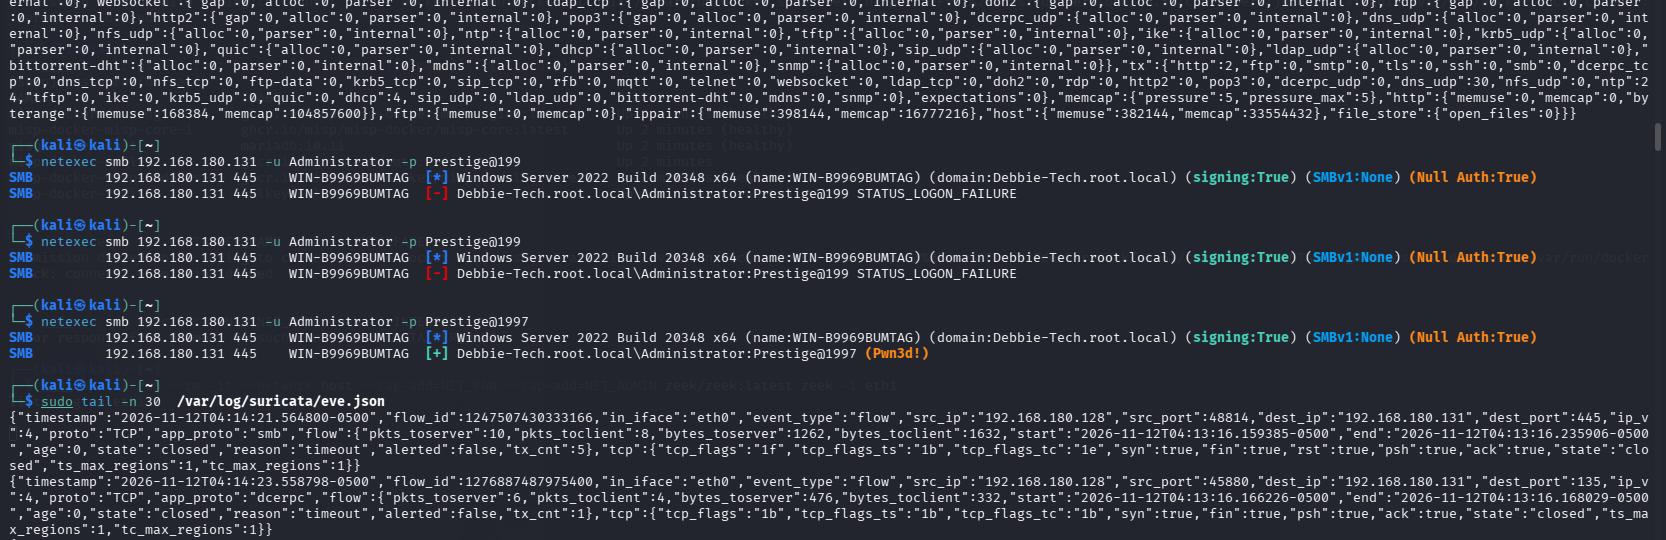 ernal":0},"websocket":{"gap":0,"alloc":0,"parser":0,"internal":0},"ldap_tcp":{"gap":0,"alloc":0,"parser":0,"internal":0},"doh2":{"gap":0,"alloc":0,"parser":0,"internal":0},"rdp":{"gap":0,"alloc":0,"parser"
:0,"internal":0},"http2":{"gap":0,"alloc":0,"parser":0,"internal":0},"pop3":{"gap":0,"alloc":0,"parser":0,"internal":0},"dcerpc_udp":{"alloc":0,"parser":0,"internal":0},"dns_udp":{"alloc":0,"parser":0,"int
ernal":0},"nfs_udp":{"alloc":0,"parser":0,"internal":0},"ntp":{"alloc":0,"parser":0,"internal":0},"tftp":{"alloc":0,"parser":0,"internal":0},"ike":{"alloc":0,"parser":0,"internal":0},"krb5_udp":{"alloc":0,
"parser":0,"internal":0},"quic":{"alloc":0,"parser":0,"internal":0},"dhcp":{"alloc":0,"parser":0,"internal":0},"sip_udp":{"alloc":0,"parser":0,"internal":0},"ldap_udp":{"alloc":0,"parser":0,"internal":0},"
bittorrent-dht":{"alloc":0,"parser":0,"internal":0},"mdns":{"alloc":0,"parser":0,"internal":0},"snmp":{"alloc":0,"parser":0,"internal":0}},"tx":{"http":2,"ftp":0,"smtp":0,"tls":0,"ssh":0,"smb":0,"dcerpc_tc
p":0,"dns_tcp":0,"nfs_tcp":0,"ftp-data":0,"krb5_tcp":0,"sip_tcp":0,"rfb":0,"mqtt":0,"telnet":0,"websocket":0,"ldap_tcp":0,"doh2":0,"rdp":0,"http2":0,"pop3":0,"dcerpc_udp":0,"dns_udp":30,"nfs_udp":0,"ntp":2
4,"tftp":0,"ike":0,"krb5_udp":0,"quic":0,"dhcp":4,"sip_udp":0,"ldap_udp":0,"bittorrent-dht":0,"mdns":0,"snmp":0},"expectations":0},"memcap":{"pressure":5,"pressure_max":5},"http":{"memuse":0,"memcap":0,"by
terange":{"memuse":168384,"memcap":104857600}},"ftp":{"memuse":0,"memcap":0},"ippair":{"memuse":398144,"memcap":16777216},"host":{"memuse":382144,"memcap":33554432},"file_store":{"open_files":0}}}
┌──(kali㉿kali)-[~]
└─$ netexec smb 192.168.180.131 -u Administrator -p Prestige@199
SMB 192.168.180.131 445 WIN-B9969BUMTAG [*] Windows Server 2022 Build 20348 x64 (name:WIN-B9969BUMTAG) (domain:Debbie-Tech.root.local) (signing:True) (SMBv1:None) (Null Auth:True)
SMB 192.168.180.131 445 WIN-B9969BUMTAG [-] Debbie-Tech.root.local\Administrator:Prestige@199 STATUS_LOGON_FAILURE
┌──(kali㉿kali)-[~]
└─$ netexec smb 192.168.180.131 -u Administrator -p Prestige@199
SMB 192.168.180.131 445 WIN-B9969BUMTAG [*] Windows Server 2022 Build 20348 x64 (name:WIN-B9969BUMTAG) (domain:Debbie-Tech.root.local) (signing:True) (SMBv1:None) (Null Auth:True)
SMB 192.168.180.131 445 WIN-B9969BUMTAG [-] Debbie-Tech.root.local\Administrator:Prestige@199 STATUS_LOGON_FAILURE
┌──(kali㉿kali)-[~]
└─$ netexec smb 192.168.180.131 -u Administrator -p Prestige@1997
SMB 192.168.180.131 445 WIN-B9969BUMTAG [*] Windows Server 2022 Build 20348 x64 (name:WIN-B9969BUMTAG) (domain:Debbie-Tech.root.local) (signing:True) (SMBv1:None) (Null Auth:True)
SMB 192.168.180.131 445 WIN-B9969BUMTAG [+] Debbie-Tech.root.local\Administrator:Prestige@1997 (Pwn3d!)
┌──(kali㉿kali)-[~]
└─$ sudo tail -n 30 /var/log/suricata/eve.json
{"timestamp":"2026-11-12T04:14:21.564800-0500","flow_id":1247507430333166,"in_iface":"eth0","event_type":"flow","src_ip":"192.168.180.128","src_port":48814,"dest_ip":"192.168.180.131","dest_port":445,"ip_v
":4,"proto":"TCP","app_proto":"smb","flow":{"pkts_toserver":10,"pkts_toclient":8,"bytes_toserver":1262,"bytes_toclient":1632,"start":"2026-11-12T04:13:16.159385-0500","end":"2026-11-12T04:13:16.235906-0500
","age":0,"state":"closed","reason":"timeout","alerted":false,"tx_cnt":5},"tcp":{"tcp_flags":"1f","tcp_flags_ts":"1b","tcp_flags_tc":"1e","syn":true,"fin":true,"rst":true,"psh":true,"ack":true,"state":"clo
sed","ts_max_regions":1,"tc_max_regions":1}}
{"timestamp":"2026-11-12T04:14:23.558798-0500","flow_id":1276887487975400,"in_iface":"eth0","event_type":"flow","src_ip":"192.168.180.128","src_port":45880,"dest_ip":"192.168.180.131","dest_port":135,"ip_v
":4,"proto":"TCP","app_proto":"dcerpc","flow":{"pkts_toserver":6,"pkts_toclient":4,"bytes_toserver":476,"bytes_toclient":332,"start":"2026-11-12T04:13:16.166226-0500","end":"2026-11-12T04:13:16.168029-0500
","age":0,"state":"closed","reason":"timeout","alerted":false,"tx_cnt":1},"tcp":{"tcp_flags":"1b","tcp_flags_ts":"1b","tcp_flags_tc":"1b","syn":true,"fin":true,"psh":true,"ack":true,"state":"closed","ts_ma
x_regions":1,"tc_max_regions":1}}